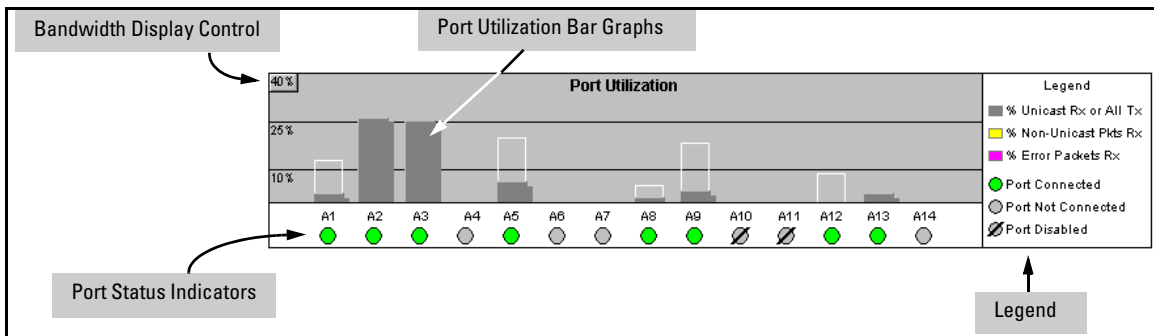 Bandwidth Display Control
Port Utilization Bar Graphs
40%
Port Utilization
25%
10%
A1 A2 A3 A4 A5 A6 A7 A8 A9 A10 A11 A12 A13 A14
Legend
% Unicast Rx or All Tx
% Non-Unicast Pkts Rx
% Error Packets Rx
Port Connected
Port Not Connected
Port Disabled
Port Status Indicators
Legend